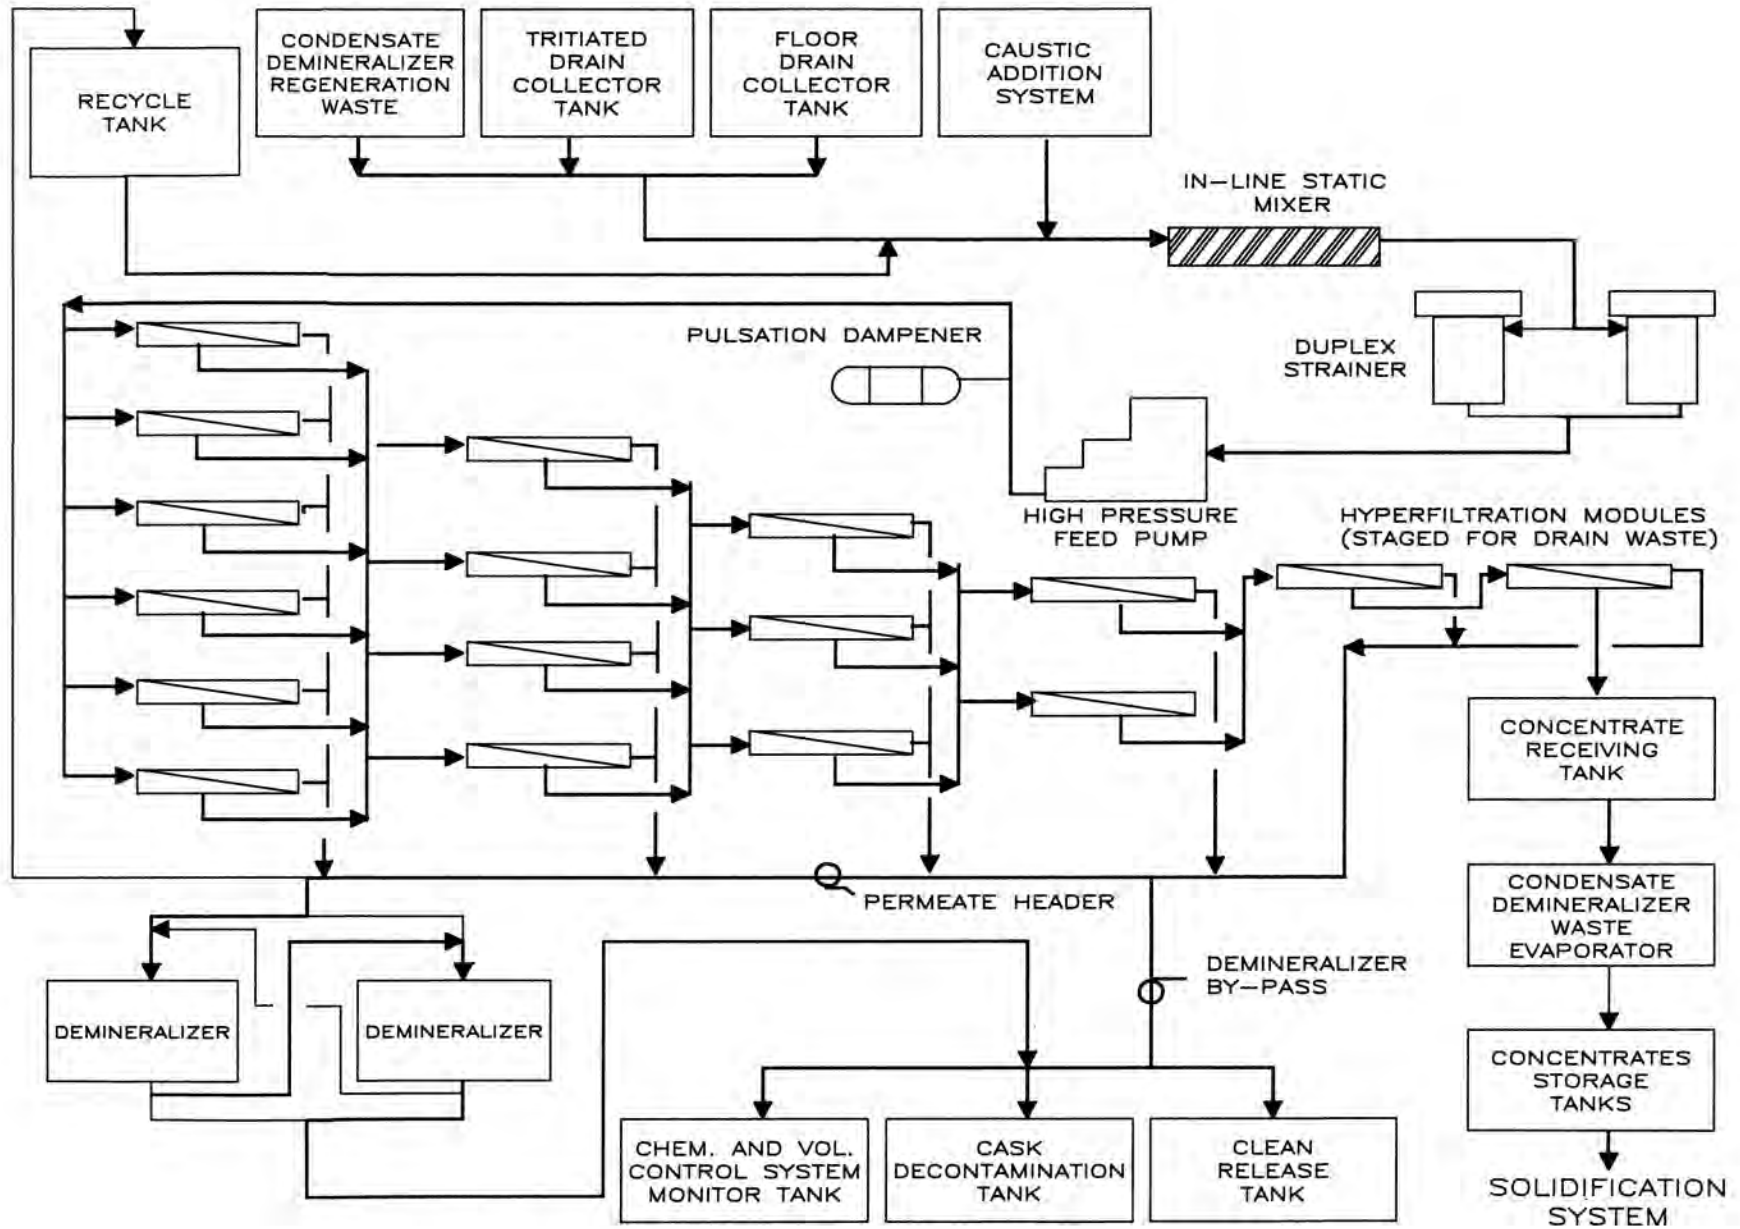 RECYCLE
TANK
CONDENSATE
DEMINERALIZER
REGENERATION
WASTE
TRITIATED
DRAIN
COLLECTOR
TANK
FLOOR
DRAIN
COLLECTOR
TANK
CAUSTIC
ADDITION
SYSTEM
IN-LINE STATIC
MIXER
PULSATION DAMPENER
DUPLEX
STRAINER
HIGH PRESSURE
FEED PUMP
HYPERFILTRATION MODULES
(STAGED FOR DRAIN WASTE)
CONCENTRATE
RECEIVING
TANK
CONDENSATE
DEMINERALIZER
WASTE
EVAPORATOR
PERMEATE HEADER
DEMINERALIZER
BY-PASS
DEMINERALIZER
DEMINERALIZER
CONCENTRATES
STORAGE
TANKS
CHEM. AND VOL.
CONTROL SYSTEM
MONITOR TANK
CASK
DECONTAMINATION
TANK
CLEAN
RELEASE
TANK
SOLIDIFICATION
SYSTEM